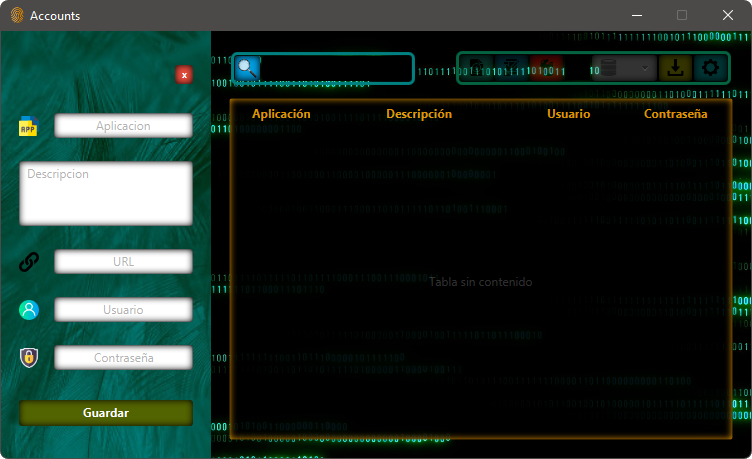 Accounts
x
APP
Aplicacion
Descripcion
URL
Usuario
Contraseña
Guardar
Aplicación Descripción Usuario Contraseña
Tabla sin contenido